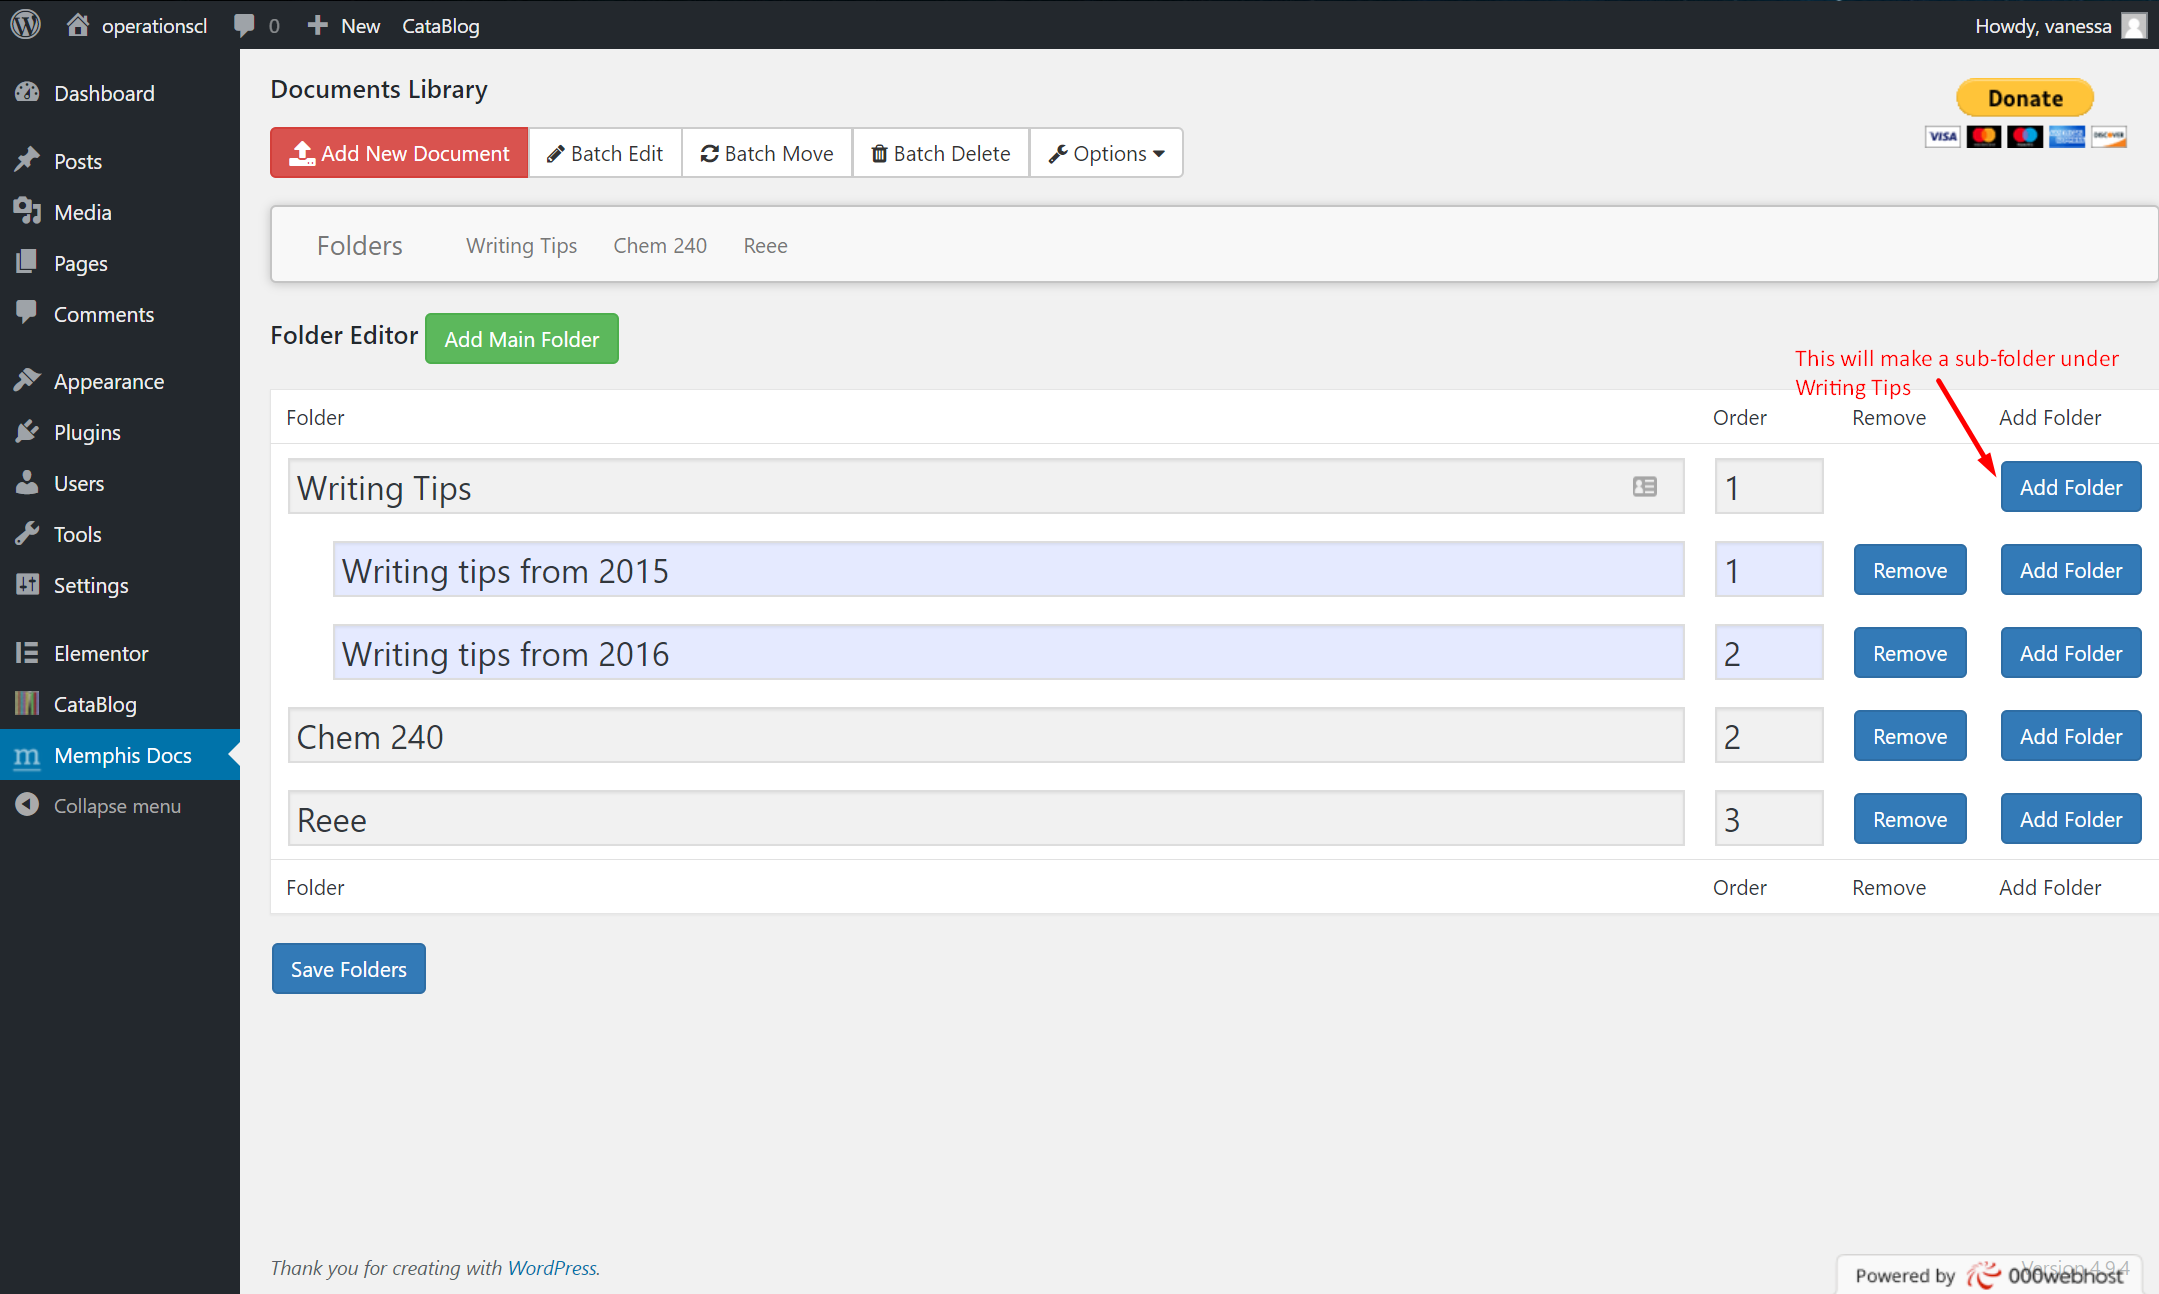 operationscl 0 New CataBlog Howdy, vanessa
Dashboard
Posts
Media
Pages
Comments
Appearance
Plugins
Users
Tools
Settings
Elementor
CataBlog
m Memphis Docs
Collapse menu
Documents Library
Donate
VISA DISCOVER
Add New Document Batch Edit Batch Move Batch Delete Options
Folders Writing Tips Chem 240 Reee
Folder Editor Add Main Folder
This will make a sub-folder under
Writing Tips
Folder Order Remove Add Folder
Writing Tips 1 Add Folder
Writing tips from 2015 1 Remove Add Folder
Writing tips from 2016 2 Remove Add Folder
Chem 240 2 Remove Add Folder
Reee 3 Remove Add Folder
Folder Order Remove Add Folder
Save Folders
Thank you for creating with WordPress.
Version 4.9.4
Powered by 000webhost